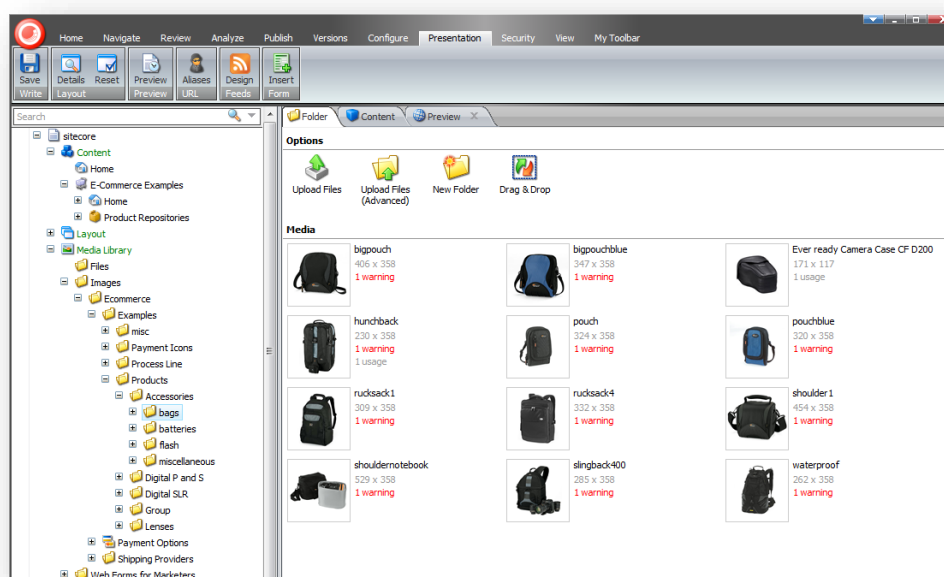 Home Navigate Review Analyze Publish Versions Configure Presentation Security View My Toolbar
Save Details Reset Preview Aliases Design Insert
Write Layout Preview URL Feeds Form
Search
Folder Content Preview
sitecore
Content
Home
E-Commerce Examples
Home
Product Repositories
Layout
Media Library
Files
Images
Ecommerce
Examples
misc
Payment Icons
Process Line
Products
Accessories
bags
batteries
flash
miscellaneous
Digital P and S
Digital SLR
Group
Lenses
Payment Options
Shipping Providers
Web Forms for Marketers
Options
Upload Files Upload Files New Folder Drag & Drop
(Advanced)
Media
bigpouch
406 x 358
1 warning
bigpouchblue
347 x 358
1 warning
Ever ready Camera Case CF D200
171 x 117
1 usage
hunchback
230 x 358
1 warning
1 usage
pouch
324 x 358
1 warning
pouchblue
320 x 358
1 warning
rucksack1
309 x 358
1 warning
rucksack4
332 x 358
1 warning
shoulder1
454 x 358
1 warning
shouldernotebook
529 x 358
1 warning
slingback400
285 x 358
1 warning
waterproof
262 x 358
1 warning